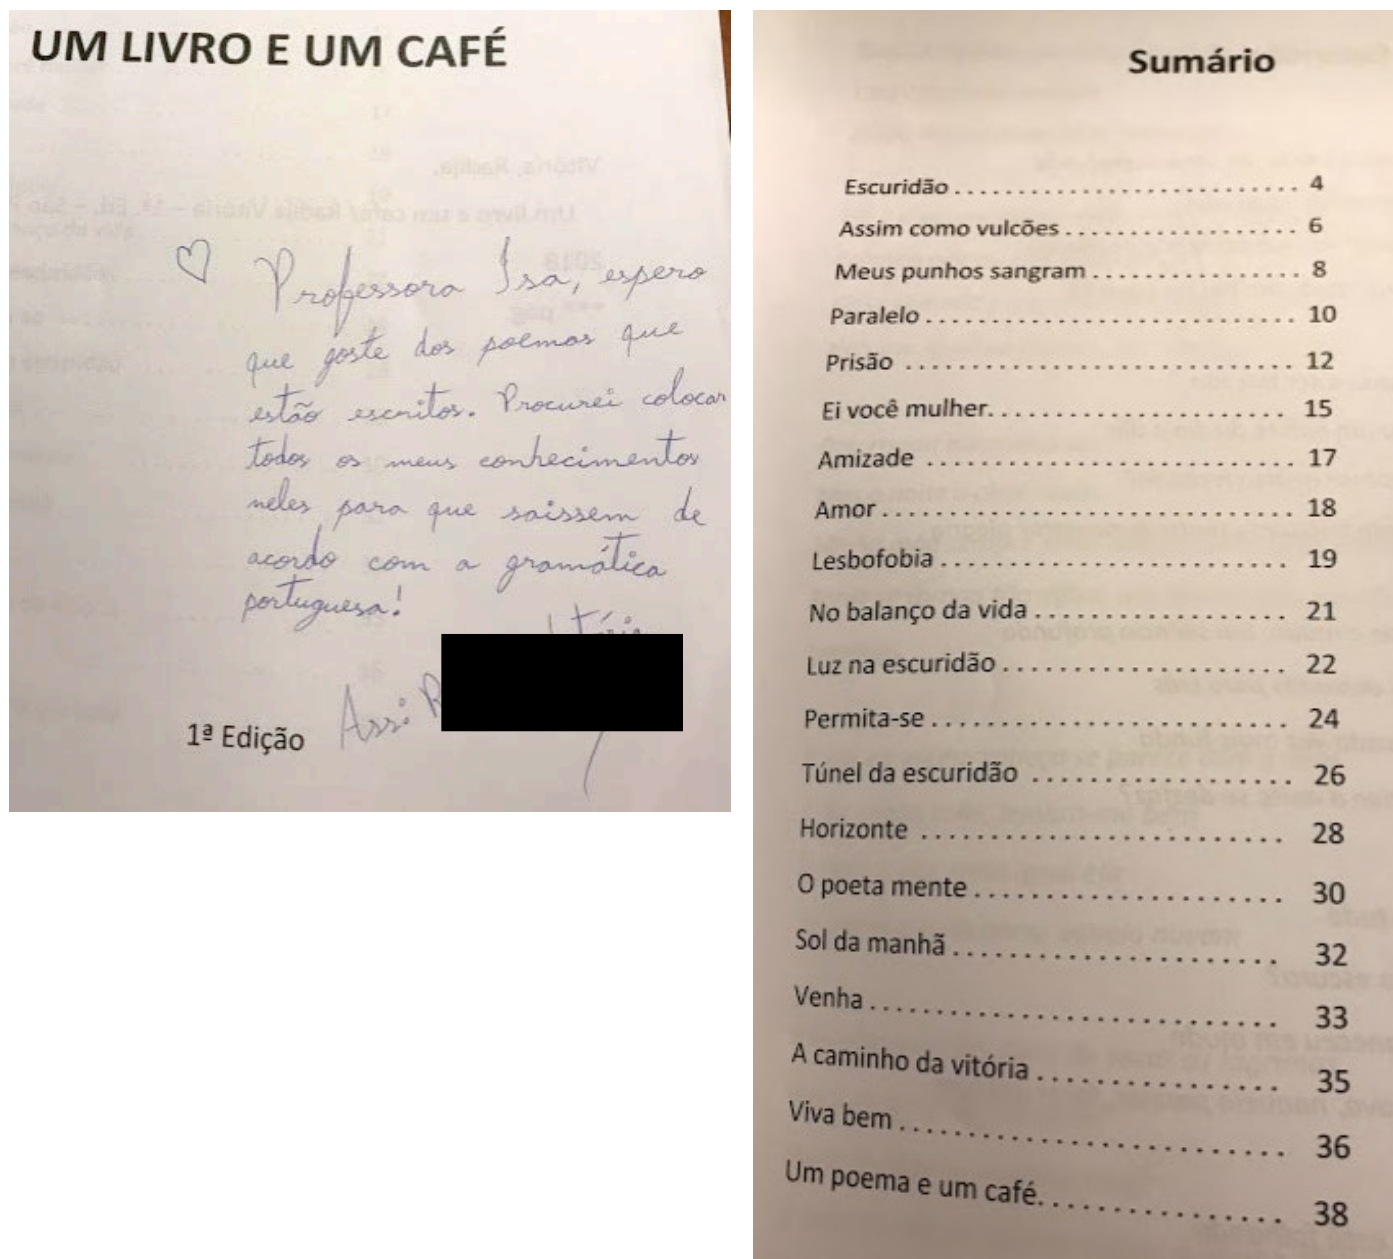 UM LIVRO E UM CAFÉ
♡ Professora Isa, espero
que goste dos poemas que
estão escritos. Procurei colocar
todos os meus conhecimentos
neles para que saissem de
acordo com a gramática
portuguesa!
Ass:
1ª Edição
Sumário
Escuridão . . . . . . . . . . . . . . . . . . . . . . . . . . . . 4
Assim como vulcões . . . . . . . . . . . . . . . . . . . 6
Meus punhos sangram . . . . . . . . . . . . . . . . . 8
Paralelo . . . . . . . . . . . . . . . . . . . . . . . . . . . . . 10
Prisão . . . . . . . . . . . . . . . . . . . . . . . . . . . . . . 12
Ei você mulher. . . . . . . . . . . . . . . . . . . . . . . . 15
Amizade . . . . . . . . . . . . . . . . . . . . . . . . . . . . 17
Amor . . . . . . . . . . . . . . . . . . . . . . . . . . . . . . . 18
Lesbofobia . . . . . . . . . . . . . . . . . . . . . . . . . . . 19
No balanço da vida . . . . . . . . . . . . . . . . . . . . 21
Luz na escuridão . . . . . . . . . . . . . . . . . . . . . . 22
Permita-se . . . . . . . . . . . . . . . . . . . . . . . . . . . 24
Túnel da escuridão . . . . . . . . . . . . . . . . . . . . 26
Horizonte . . . . . . . . . . . . . . . . . . . . . . . . . . . 28
O poeta mente . . . . . . . . . . . . . . . . . . . . . . . 30
Sol da manhã . . . . . . . . . . . . . . . . . . . . . . . . 32
Venha . . . . . . . . . . . . . . . . . . . . . . . . . . . . . . 33
A caminho da vitória . . . . . . . . . . . . . . . . . . 35
Viva bem . . . . . . . . . . . . . . . . . . . . . . . . . . . 36
Um poema e um café. . . . . . . . . . . . . . . . . . 38